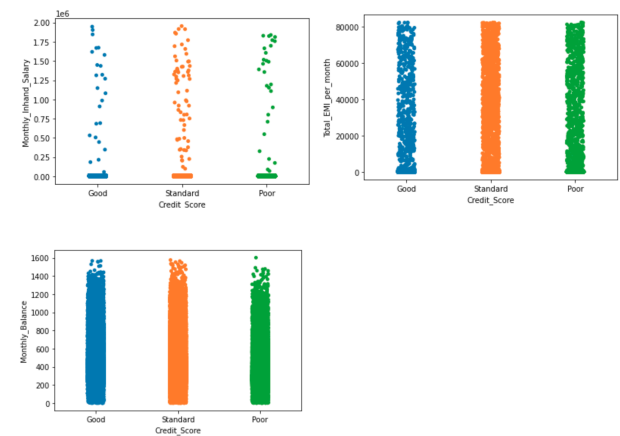 1e6
2.00
1.75
1.50
1.25
1.00
0.75
0.50
0.25
0.00
Monthly_Inhand_Salary
Good Standard Poor
Credit_Score
80000
60000
40000
20000
0
Total_EMI_per_month
Good Standard Poor
Credit_Score
1600
1400
1200
1000
800
600
400
200
0
Monthly_Balance
Good Standard Poor
Credit_Score